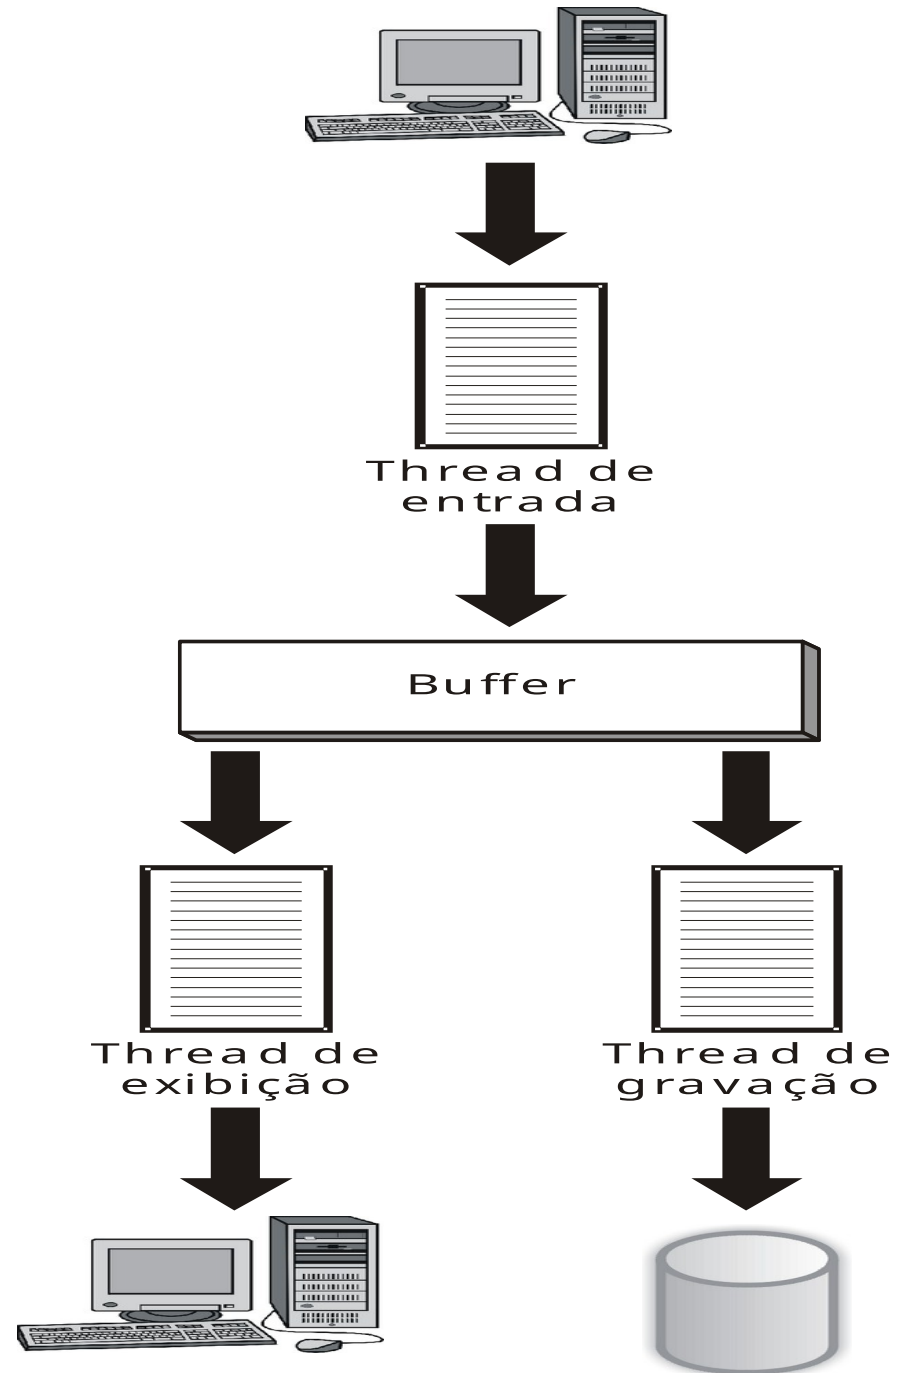 Thread de
entrada
Buffer
Thread de
exibição
Thread de
gravação